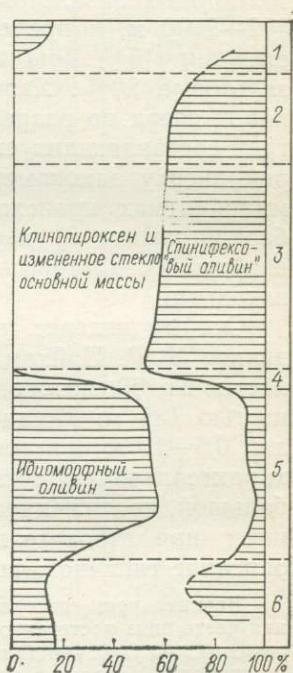 1
2
Клинопироксен и
измененное стекло
основной массы
Спинифексо-
вый оливин"
3
4
Идиоморфный
оливин
5
6
0· 20 40 60 80 100 %